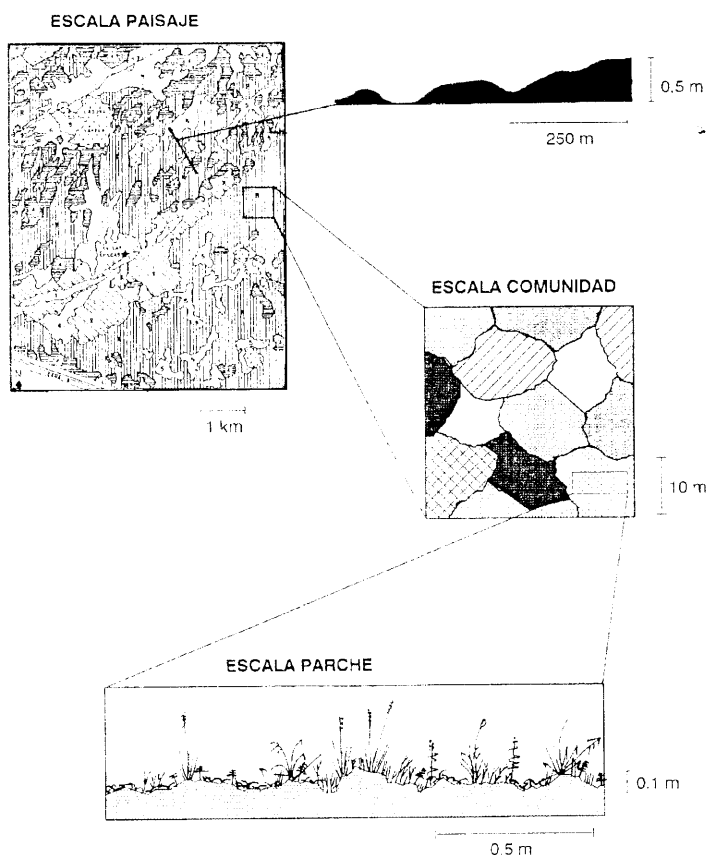 ESCALA PAISAJE
0.5 m
250 m
1 km
ESCALA COMUNIDAD
10 m
ESCALA PARCHE
0.1 m
0.5 m